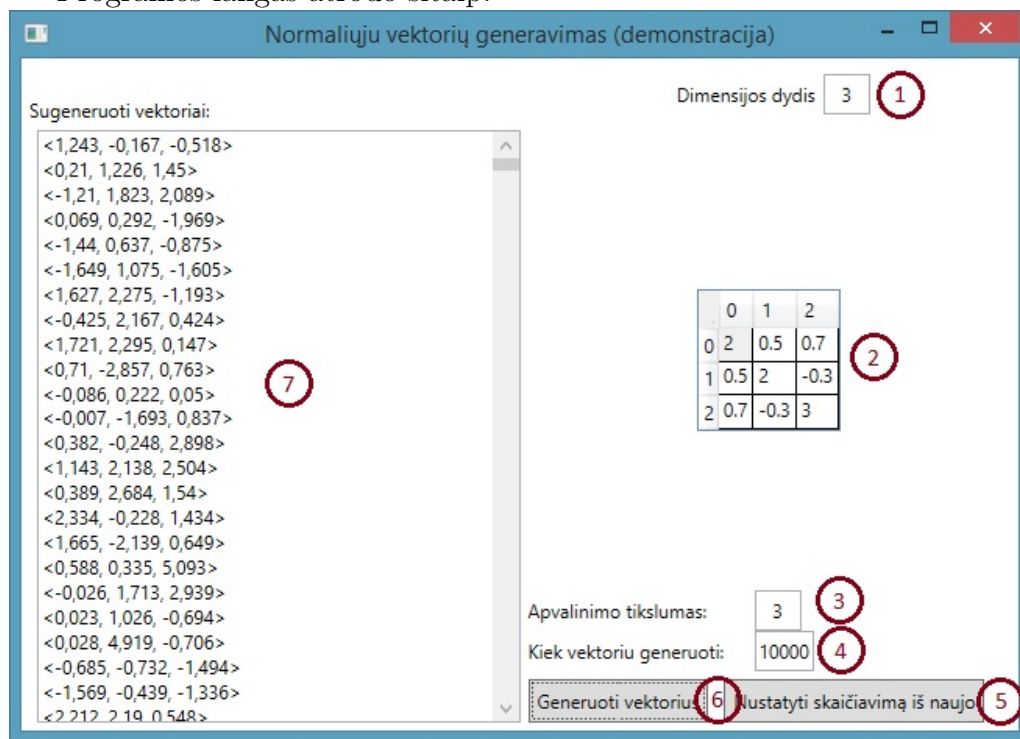 Programos langas atrodo šitaip:
Normaliųju vektorių generavimas (demonstracija)
Dimensijos dydis 3 1
Sugeneruoti vektoriai:
<1,243, -0,167, -0,518>
<0,21, 1,226, 1,45>
<-1,21, 1,823, 2,089>
<0,069, 0,292, -1,969>
<-1,44, 0,637, -0,875>
<-1,649, 1,075, -1,605>
<1,627, 2,275, -1,193>
<-0,425, 2,167, 0,424>
<1,721, 2,295, 0,147>
<0,71, -2,857, 0,763>
<-0,086, 0,222, 0,05>
<-0,007, -1,693, 0,837>
<0,382, -0,248, 2,898>
<1,143, 2,138, 2,504>
<0,389, 2,684, 1,54>
<2,334, -0,228, 1,434>
<1,665, -2,139, 0,649>
<0,588, 0,335, 5,093>
<-0,026, 1,713, 2,939>
<0,023, 1,026, -0,694>
<0,028, 4,919, -0,706>
<-0,685, -0,732, -1,494>
<-1,569, -0,439, -1,336>
<2,212, 2,19, 0,548>
7
0 1 2
0 2 0.5 0.7
1 0.5 2 -0.3
2 0.7 -0.3 3
2
Apvalinimo tikslumas: 3 3
Kiek vektoriu generuoti: 10000 4
Generuoti vektorius 6 Nustatyti skaičiavimą iš naujo 5